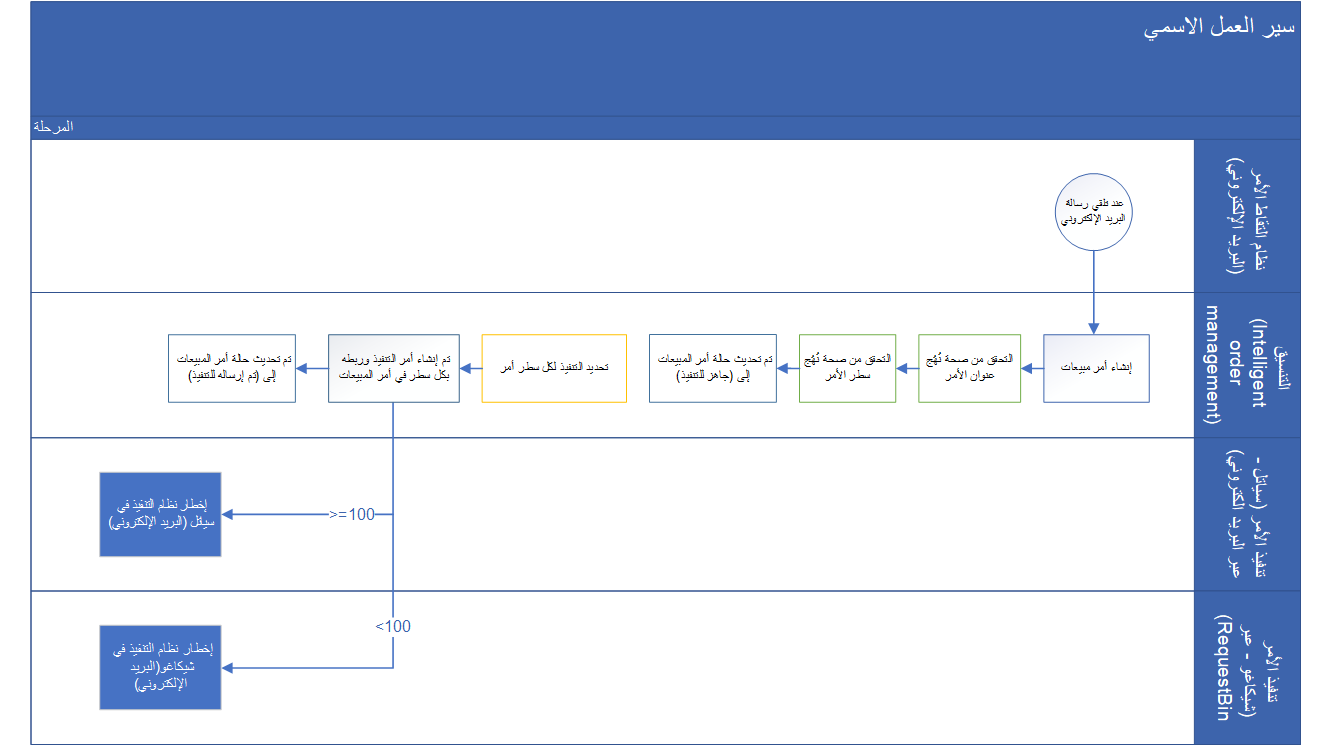 سير العمل الاسمي
المرحلة
نظام التقاط الأمر
(البريد الإلكتروني)
عند تلقي رسالة
البريد الإلكتروني
التنسيق
(Intelligent
order
management)
إنشاء أمر مبيعات
التحقق من صحة نُهُج
عنوان الأمر
التحقق من صحة نُهُج
سطر الأمر
تم تحديث حالة أمر المبيعات
إلى (جاهز للتنفيذ)
تحديد التنفيذ لكل سطر أمر
تم إنشاء أمر التنفيذ وربطه
بكل سطر في أمر المبيعات
تم تحديث حالة أمر المبيعات
إلى (تم إرساله للتنفيذ)
تنفيذ الأمر (سياتل -
عبر البريد الكتروني)
>=100
إخطار نظام التنفيذ في
سياتل (البريد الإلكتروني)
تنفيذ الأمر
(شيكاغو - عبر
RequestBin)
<100
إخطار نظام التنفيذ في
شيكاغو(البريد
الإلكتروني)